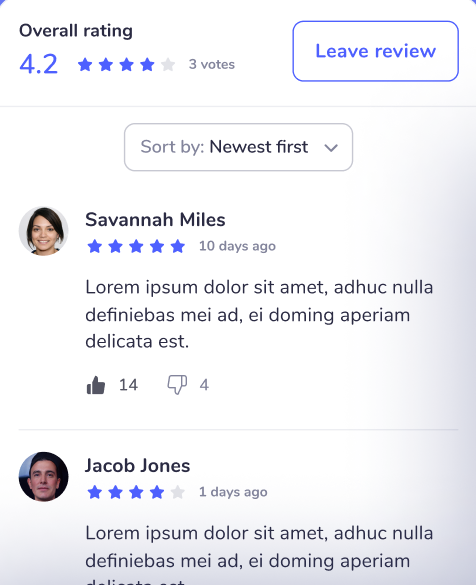 Overall rating
4.2 3 votes
Leave review
Sort by: Newest first
Savannah Miles
10 days ago
Lorem ipsum dolor sit amet, adhuc nulla
definiebas mei ad, ei doming aperiam
delicata est.
14 4
Jacob Jones
1 days ago
Lorem ipsum dolor sit amet, adhuc nulla
definiebas mei ad, ei doming aperiam
delicata est